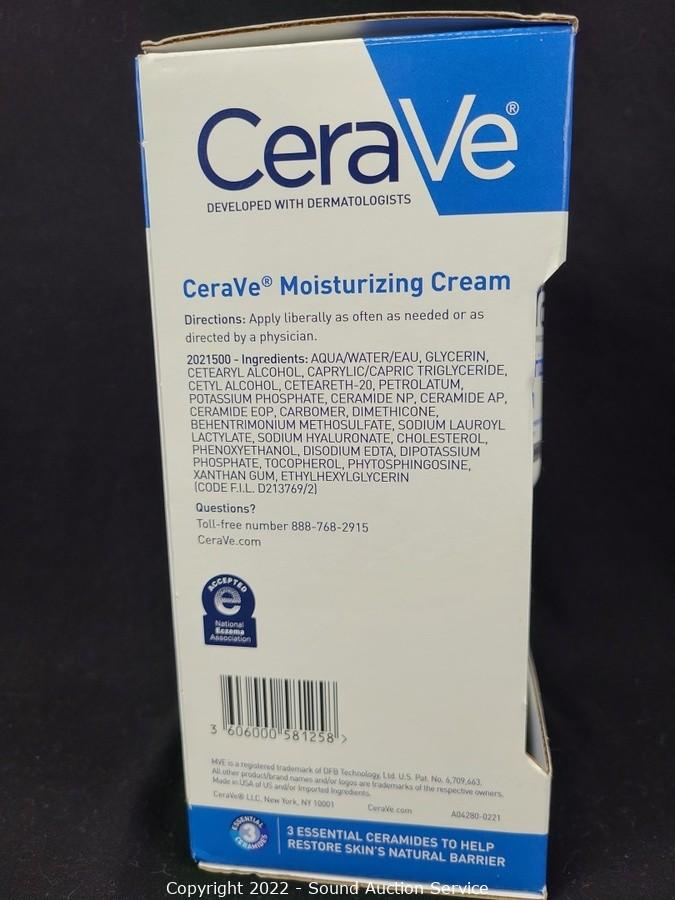 CeraVe®
DEVELOPED WITH DERMATOLOGISTS
CeraVe® Moisturizing Cream
Directions: Apply liberally as often as needed or as
directed by a physician.
2021500 - Ingredients: AQUA/WATER/EAU, GLYCERIN,
CETEARYL ALCOHOL, CAPRYLIC/CAPRIC TRIGLYCERIDE,
CETYL ALCOHOL, CETEARETH-20, PETROLATUM,
POTASSIUM PHOSPHATE, CERAMIDE NP, CERAMIDE AP,
CERAMIDE EOP, CARBOMER, DIMETHICONE,
BEHENTRIMONIUM METHOSULFATE, SODIUM LAUROYL
LACTYLATE, SODIUM HYALURONATE, CHOLESTEROL,
PHENOXYETHANOL, DISODIUM EDTA, DIPOTASSIUM
PHOSPHATE, TOCOPHEROL, PHYTOSPHINGOSINE,
XANTHAN GUM, ETHYLHEXYLGLYCERIN
(CODE F.I.L. D213769/2)
Questions?
Toll-free number 888-768-2915
CeraVe.com
ACCEPTED
e
National
Eczema
Association
3 606000 581258 >
MVE is a registered trademark of DFB Technology, Ltd. U.S. Pat. No. 6,709,663.
All other product/brand names and/or logos are trademarks of the respective owners.
Made in USA of US and/or Imported Ingredients.
CeraVe® LLC, New York, NY 10001 CeraVe.com A04280-0221
ESSENTIAL
3
CERAMIDES
3 ESSENTIAL CERAMIDES TO HELP
RESTORE SKIN'S NATURAL BARRIER
Copyright 2022 - Sound Auction Service